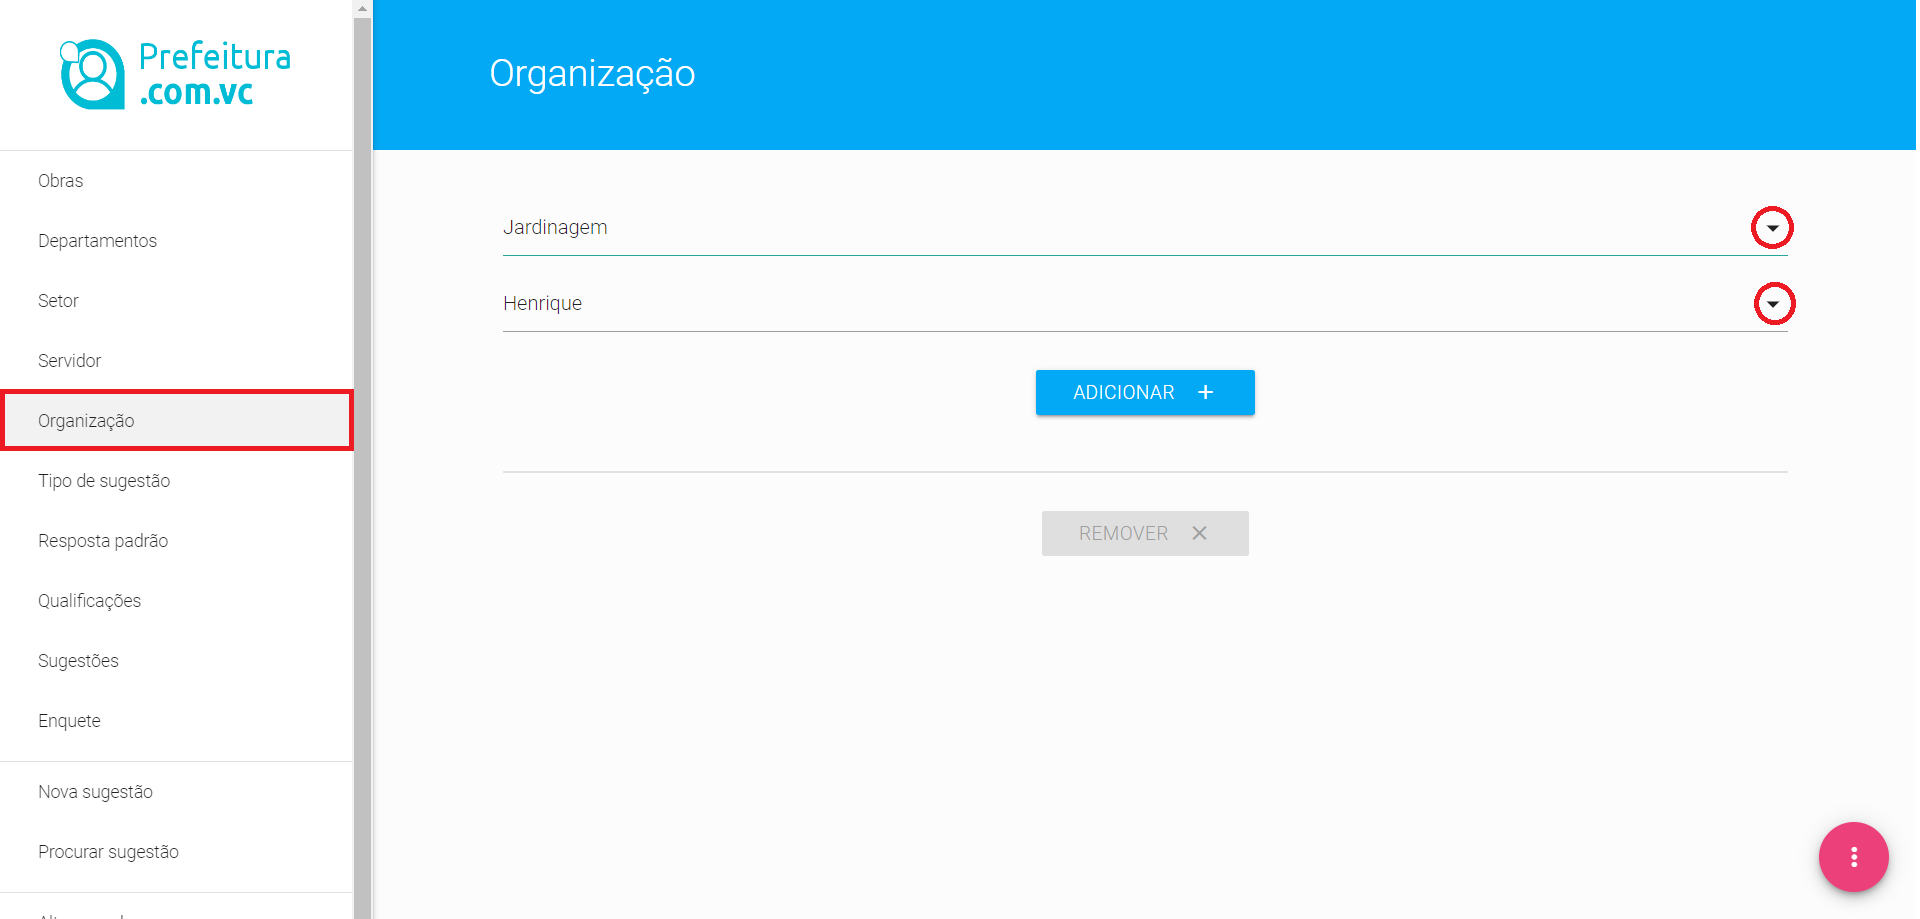 Prefeitura
.com.vc
Obras
Departamentos
Setor
Servidor
Organização
Tipo de sugestão
Resposta padrão
Qualificações
Sugestões
Enquete
Nova sugestão
Procurar sugestão
Organização
Jardinagem
Henrique
ADICIONAR +
REMOVER ×